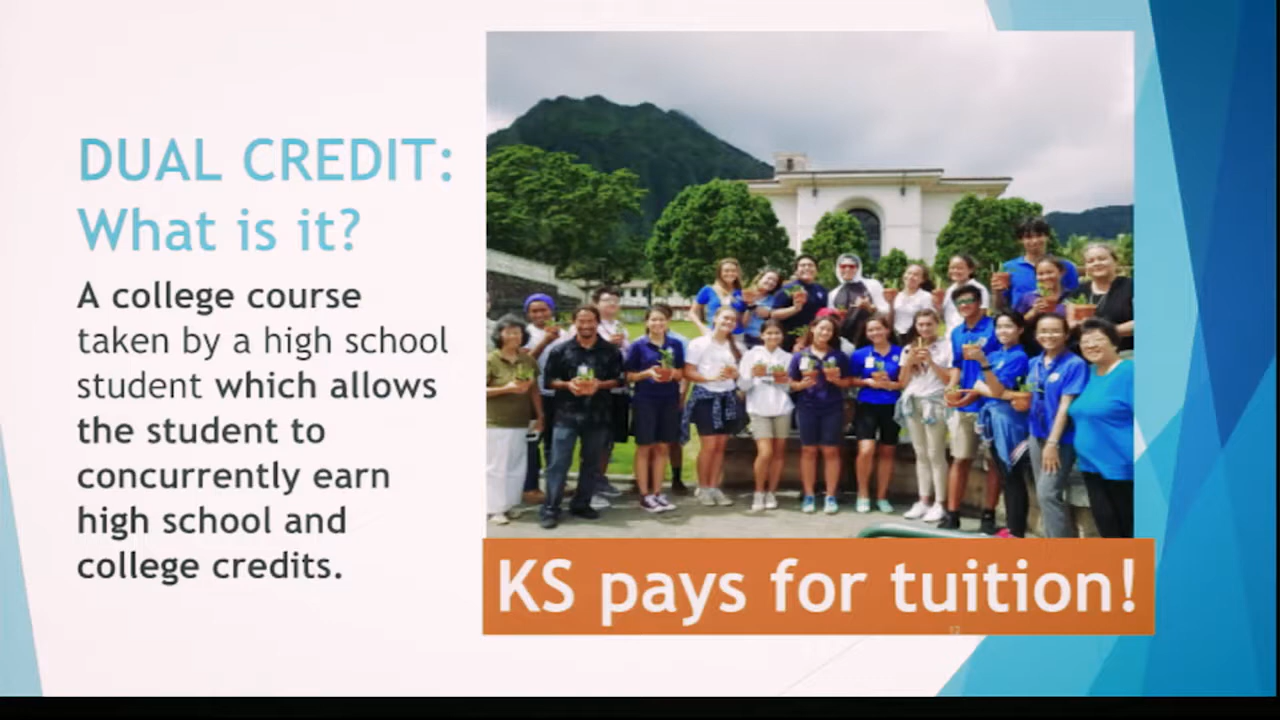 DUAL CREDIT:
What is it?
A college course
taken by a high school
student which allows
the student to
concurrently earn
high school and
college credits.
KS pays for tuition!
12